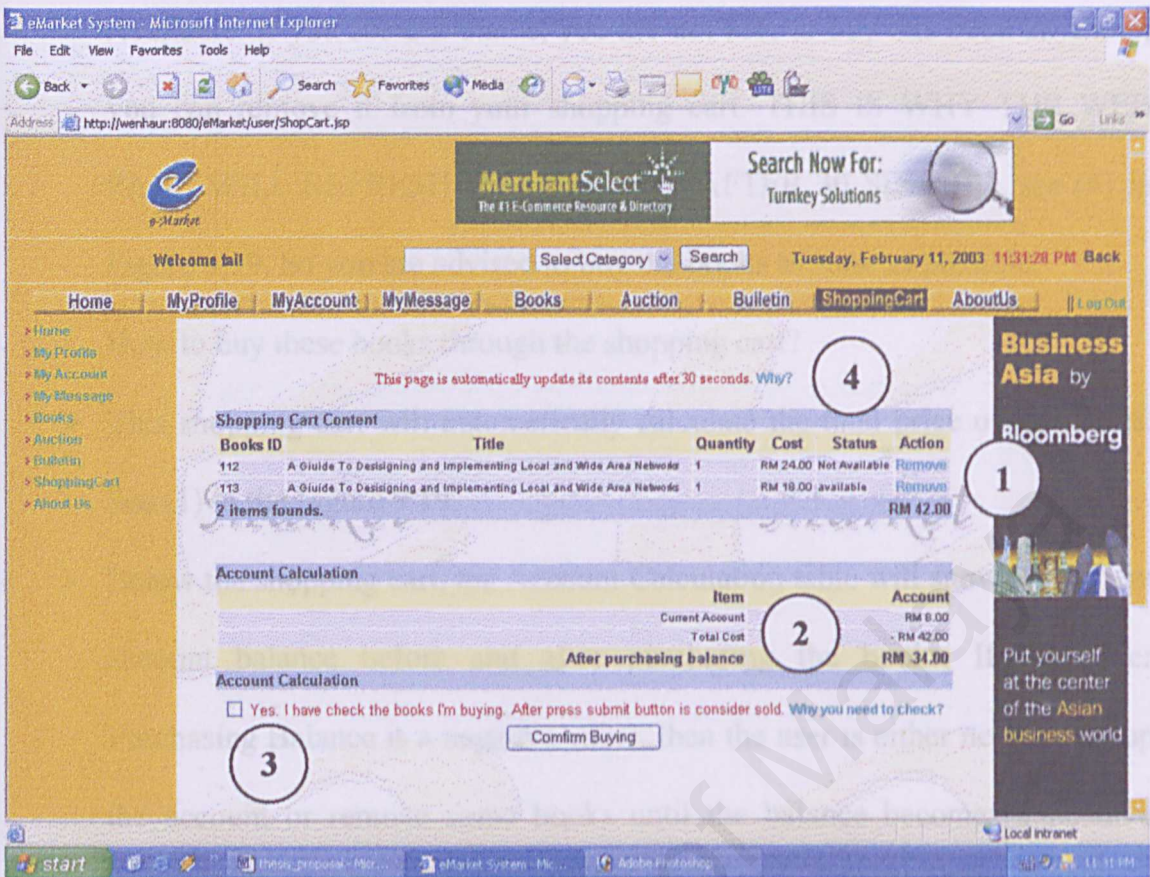 eMarket System - Microsoft Internet Explorer
File Edit View Favorites Tools Help
Back Search Favorites Media
Address http://wenhaur:8080/eMarket/user/ShopCart.jsp Go Links
e-Market
MerchantSelect
The #1 E-Commerce Resource & Directory
Search Now For:
Turnkey Solutions
Welcome tail! Select Category Search Tuesday, February 11, 2003 11:31:28 PM Back
Home MyProfile MyAccount MyMessage Books Auction Bulletin ShoppingCart AboutUs || Log Out
Home
My Profile
My Account
My Message
Books
Auction
Bulletin
ShoppingCart
About Us
This page is automatically update its contents after 30 seconds. Why?
4
Shopping Cart Content
Books ID Title Quantity Cost Status Action
112 A Giuide To Desisigning and Implementing Local and Wide Area Networks 1 RM 24.00 Not Available Remove
113 A Giuide To Desisigning and Implementing Local and Wide Area Networks 1 RM 18.00 available Remove
2 items founds. RM 42.00
1
Account Calculation
Item Account
Current Account RM 8.00
Total Cost - RM 42.00
After purchasing balance RM -34.00
2
Account Calculation
Yes. I have check the books I'm buying. After press submit button is consider sold. Why you need to check?
Comfirm Buying
3
Business
Asia by
Bloomberg
Put yourself
at the center
of the Asian
business world
Local intranet
start thesis_proposal - Micr... eMarket System - Mic... Adobe Photoshop 11:31 PM